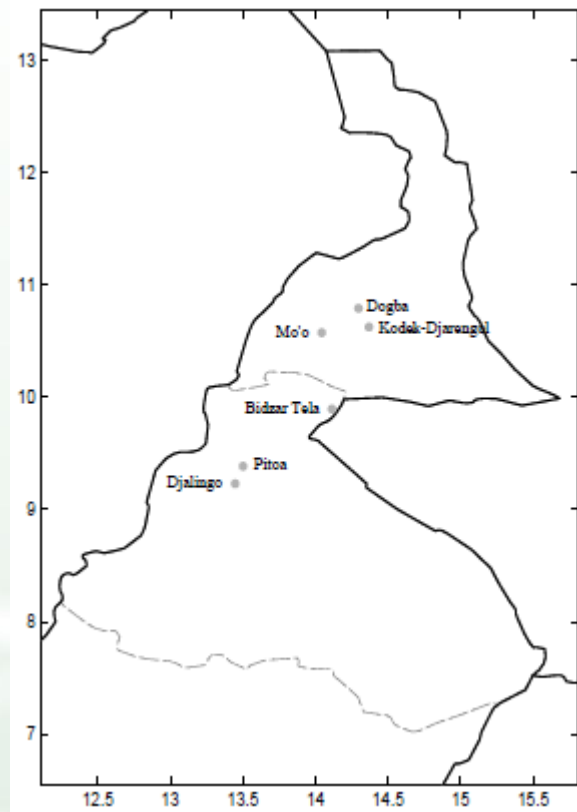 13
12
11
Dogba
Mo'o
Kodek-Djarengol
10
Bidzar Tela
Pitoa
Djalingo
9
8
7
12.5 13 13.5 14 14.5 15 15.5